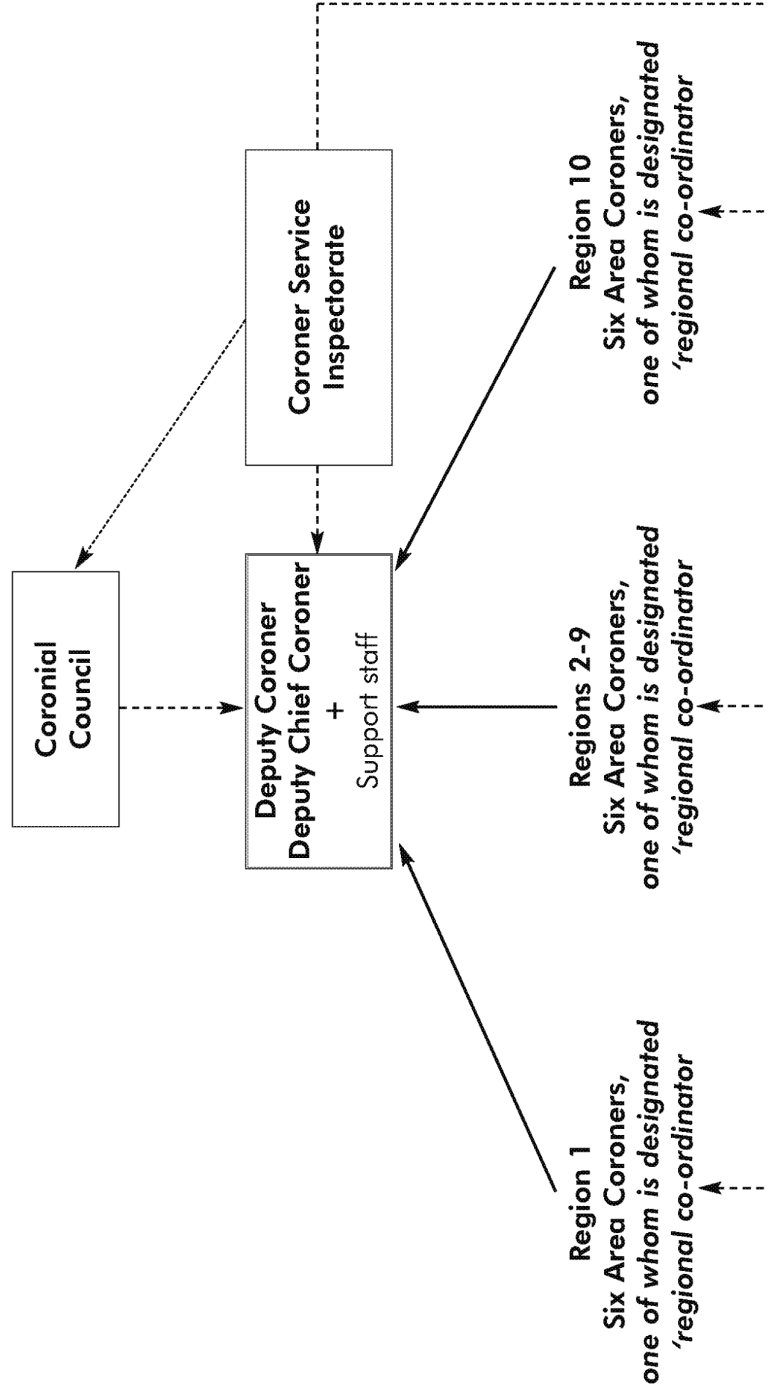 Coronial
Council
Deputy Coroner
Deputy Chief Coroner
+
Support staff
Coroner Service
Inspectorate
Region 1
Six Area Coroners,
one of whom is designated
‘regional co-ordinator
Regions 2-9
Six Area Coroners,
one of whom is designated
‘regional co-ordinator
Region 10
Six Area Coroners,
one of whom is designated
‘regional co-ordinator